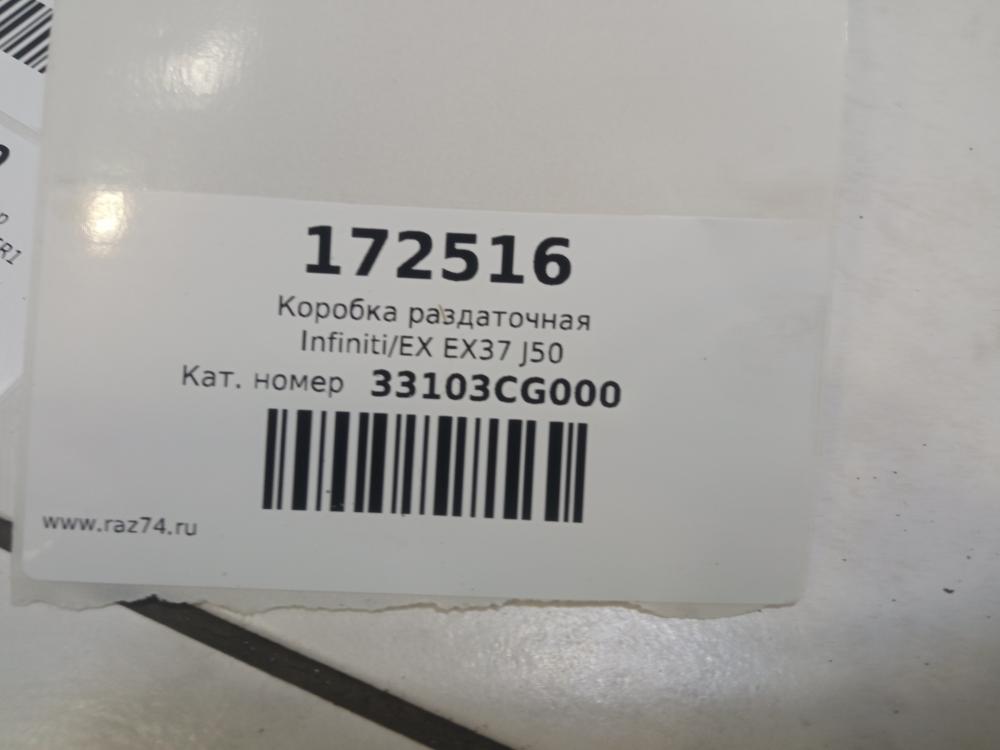 172516
Коробка раздаточная
Infiniti/EX EX37 J50
Кат. номер 33103CG000
www.raz74.ru